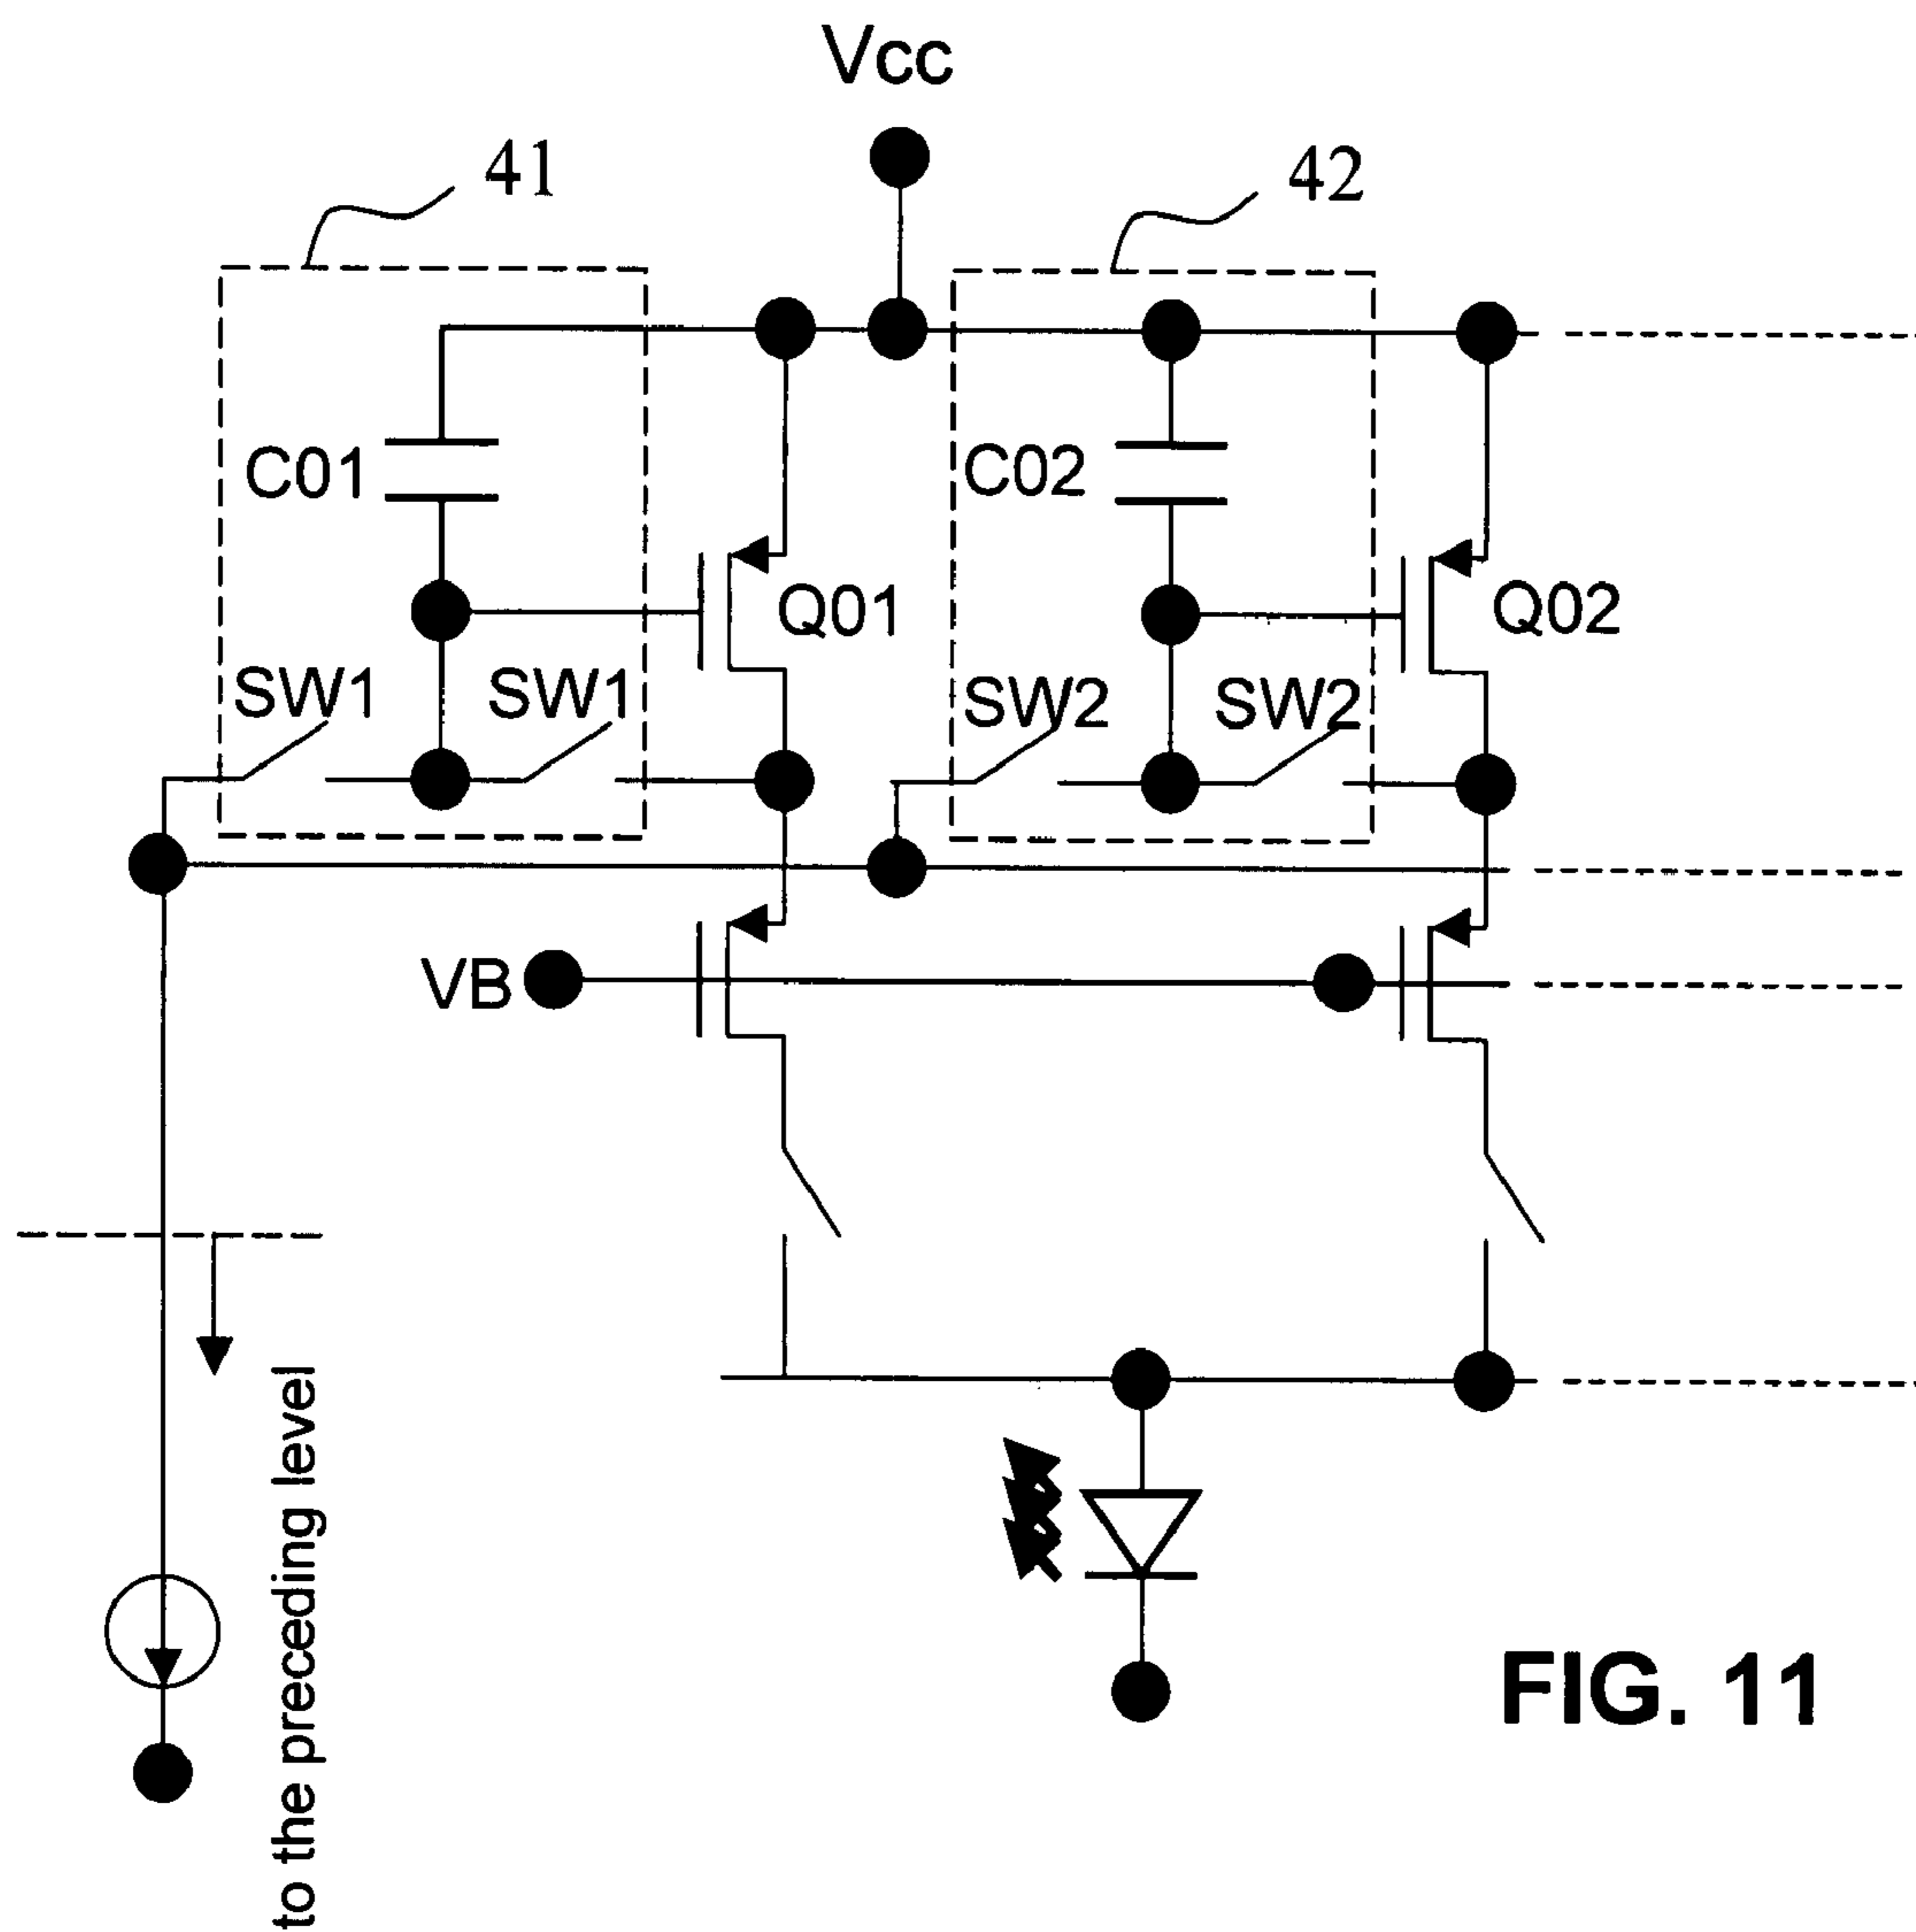 Vcc
41
42
C01
C02
Q01
Q02
SW1
SW1
SW2
SW2
VB
to the preceding level
FIG. 11